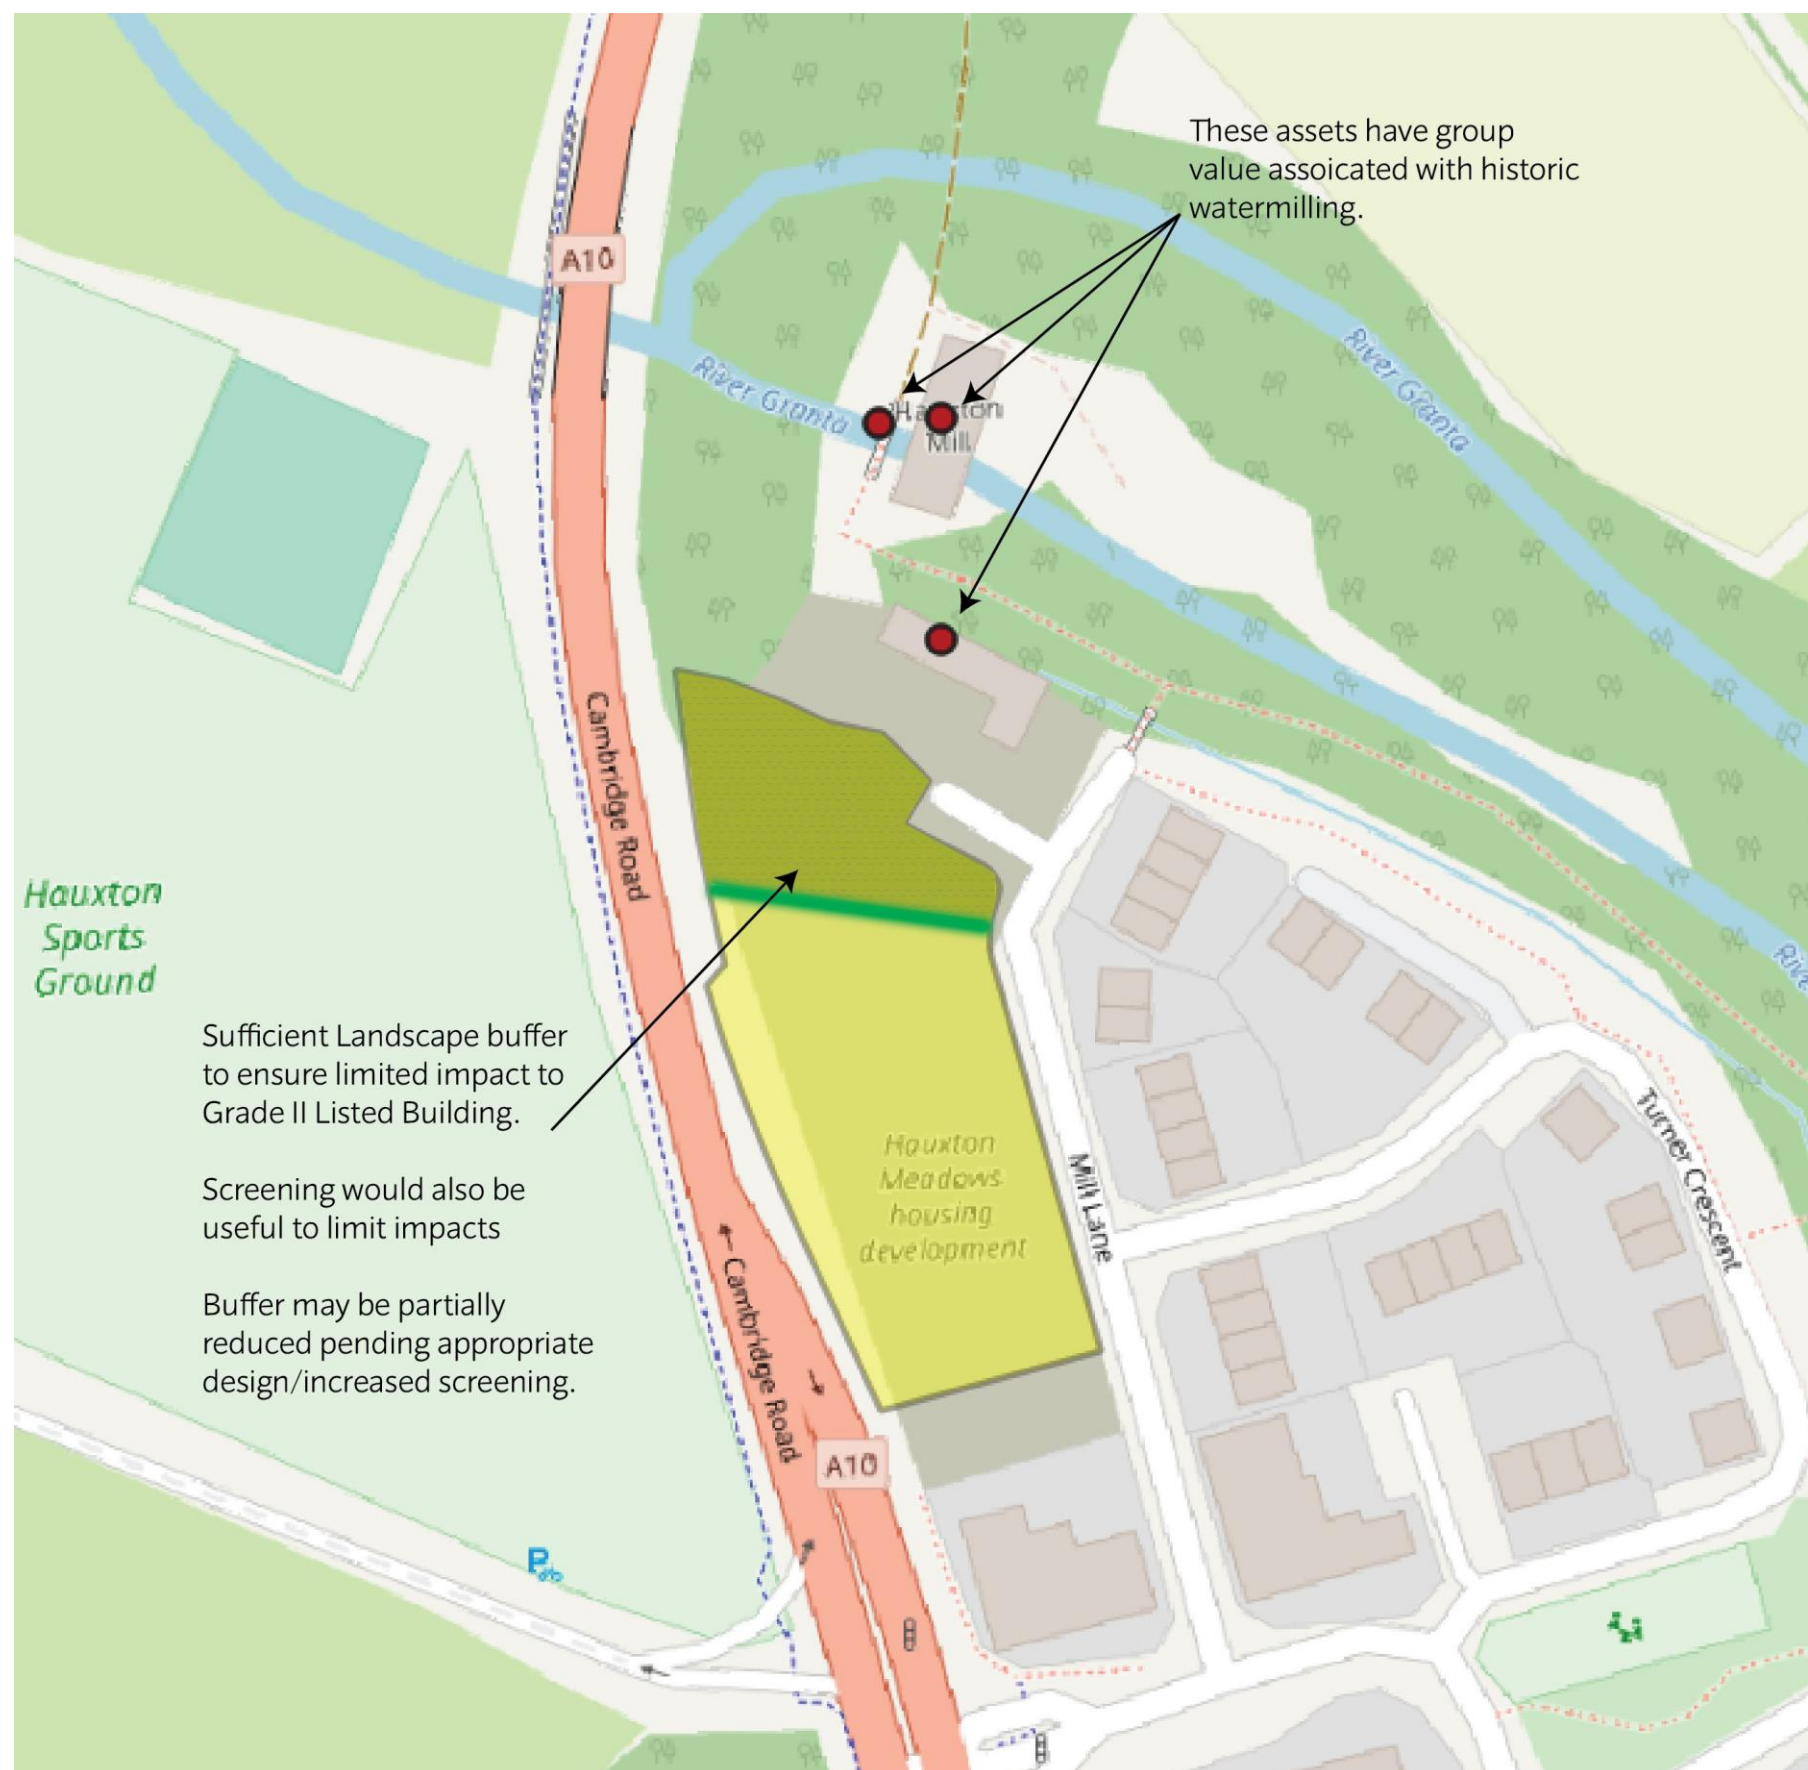 These assets have group
value assoicated with historic
watermilling.
A10
River Granta
River Granta
Mill
Cambridge Road
Hauxton
Sports
Ground
Sufficient Landscape buffer
to ensure limited impact to
Grade II Listed Building.
Screening would also be
useful to limit impacts
Buffer may be partially
reduced pending appropriate
design/increased screening.
Hauxton
Meadows
housing
development
Mill Lane
Turner Crescent
Cambridge Road
A10
P